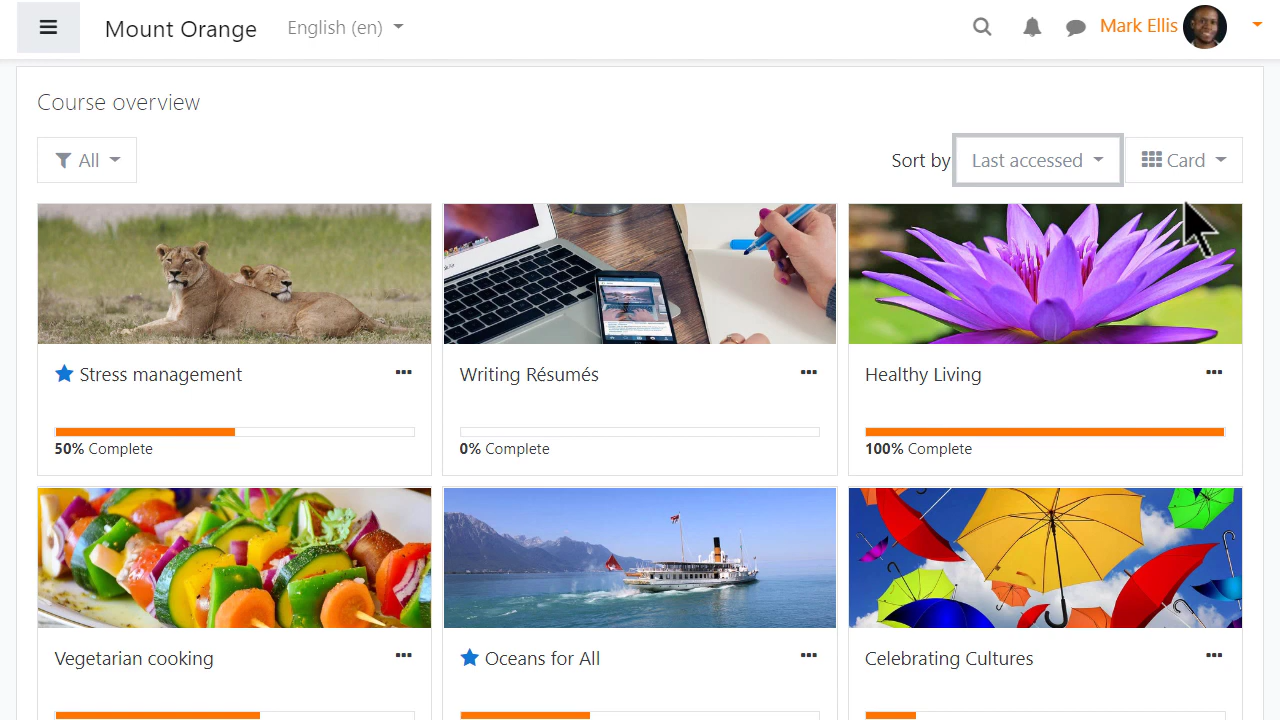 Mount Orange English (en) Mark Ellis
Course overview
All Sort by Last accessed Card
Stress management Writing Résumés Healthy Living
50% Complete 0% Complete 100% Complete
Vegetarian cooking Oceans for All Celebrating Cultures